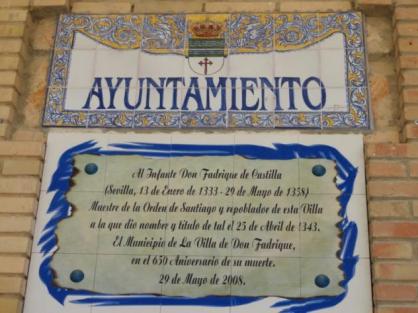 AYUNTAMIENTO
Al Infante Don Fadrique de Castilla
(Sevilla, 13 de Enero de 1333 - 29 de Mayo de 1358)
Maestre de la Orden de Santiago y repoblador de esta Villa
a la que dio nombre y titulo de tal el 25 de Abril de 1343.
El Municipio de La Villa de Don Fadrique,
en el 650 Aniversario de su muerte.
29 de Mayo de 2008.